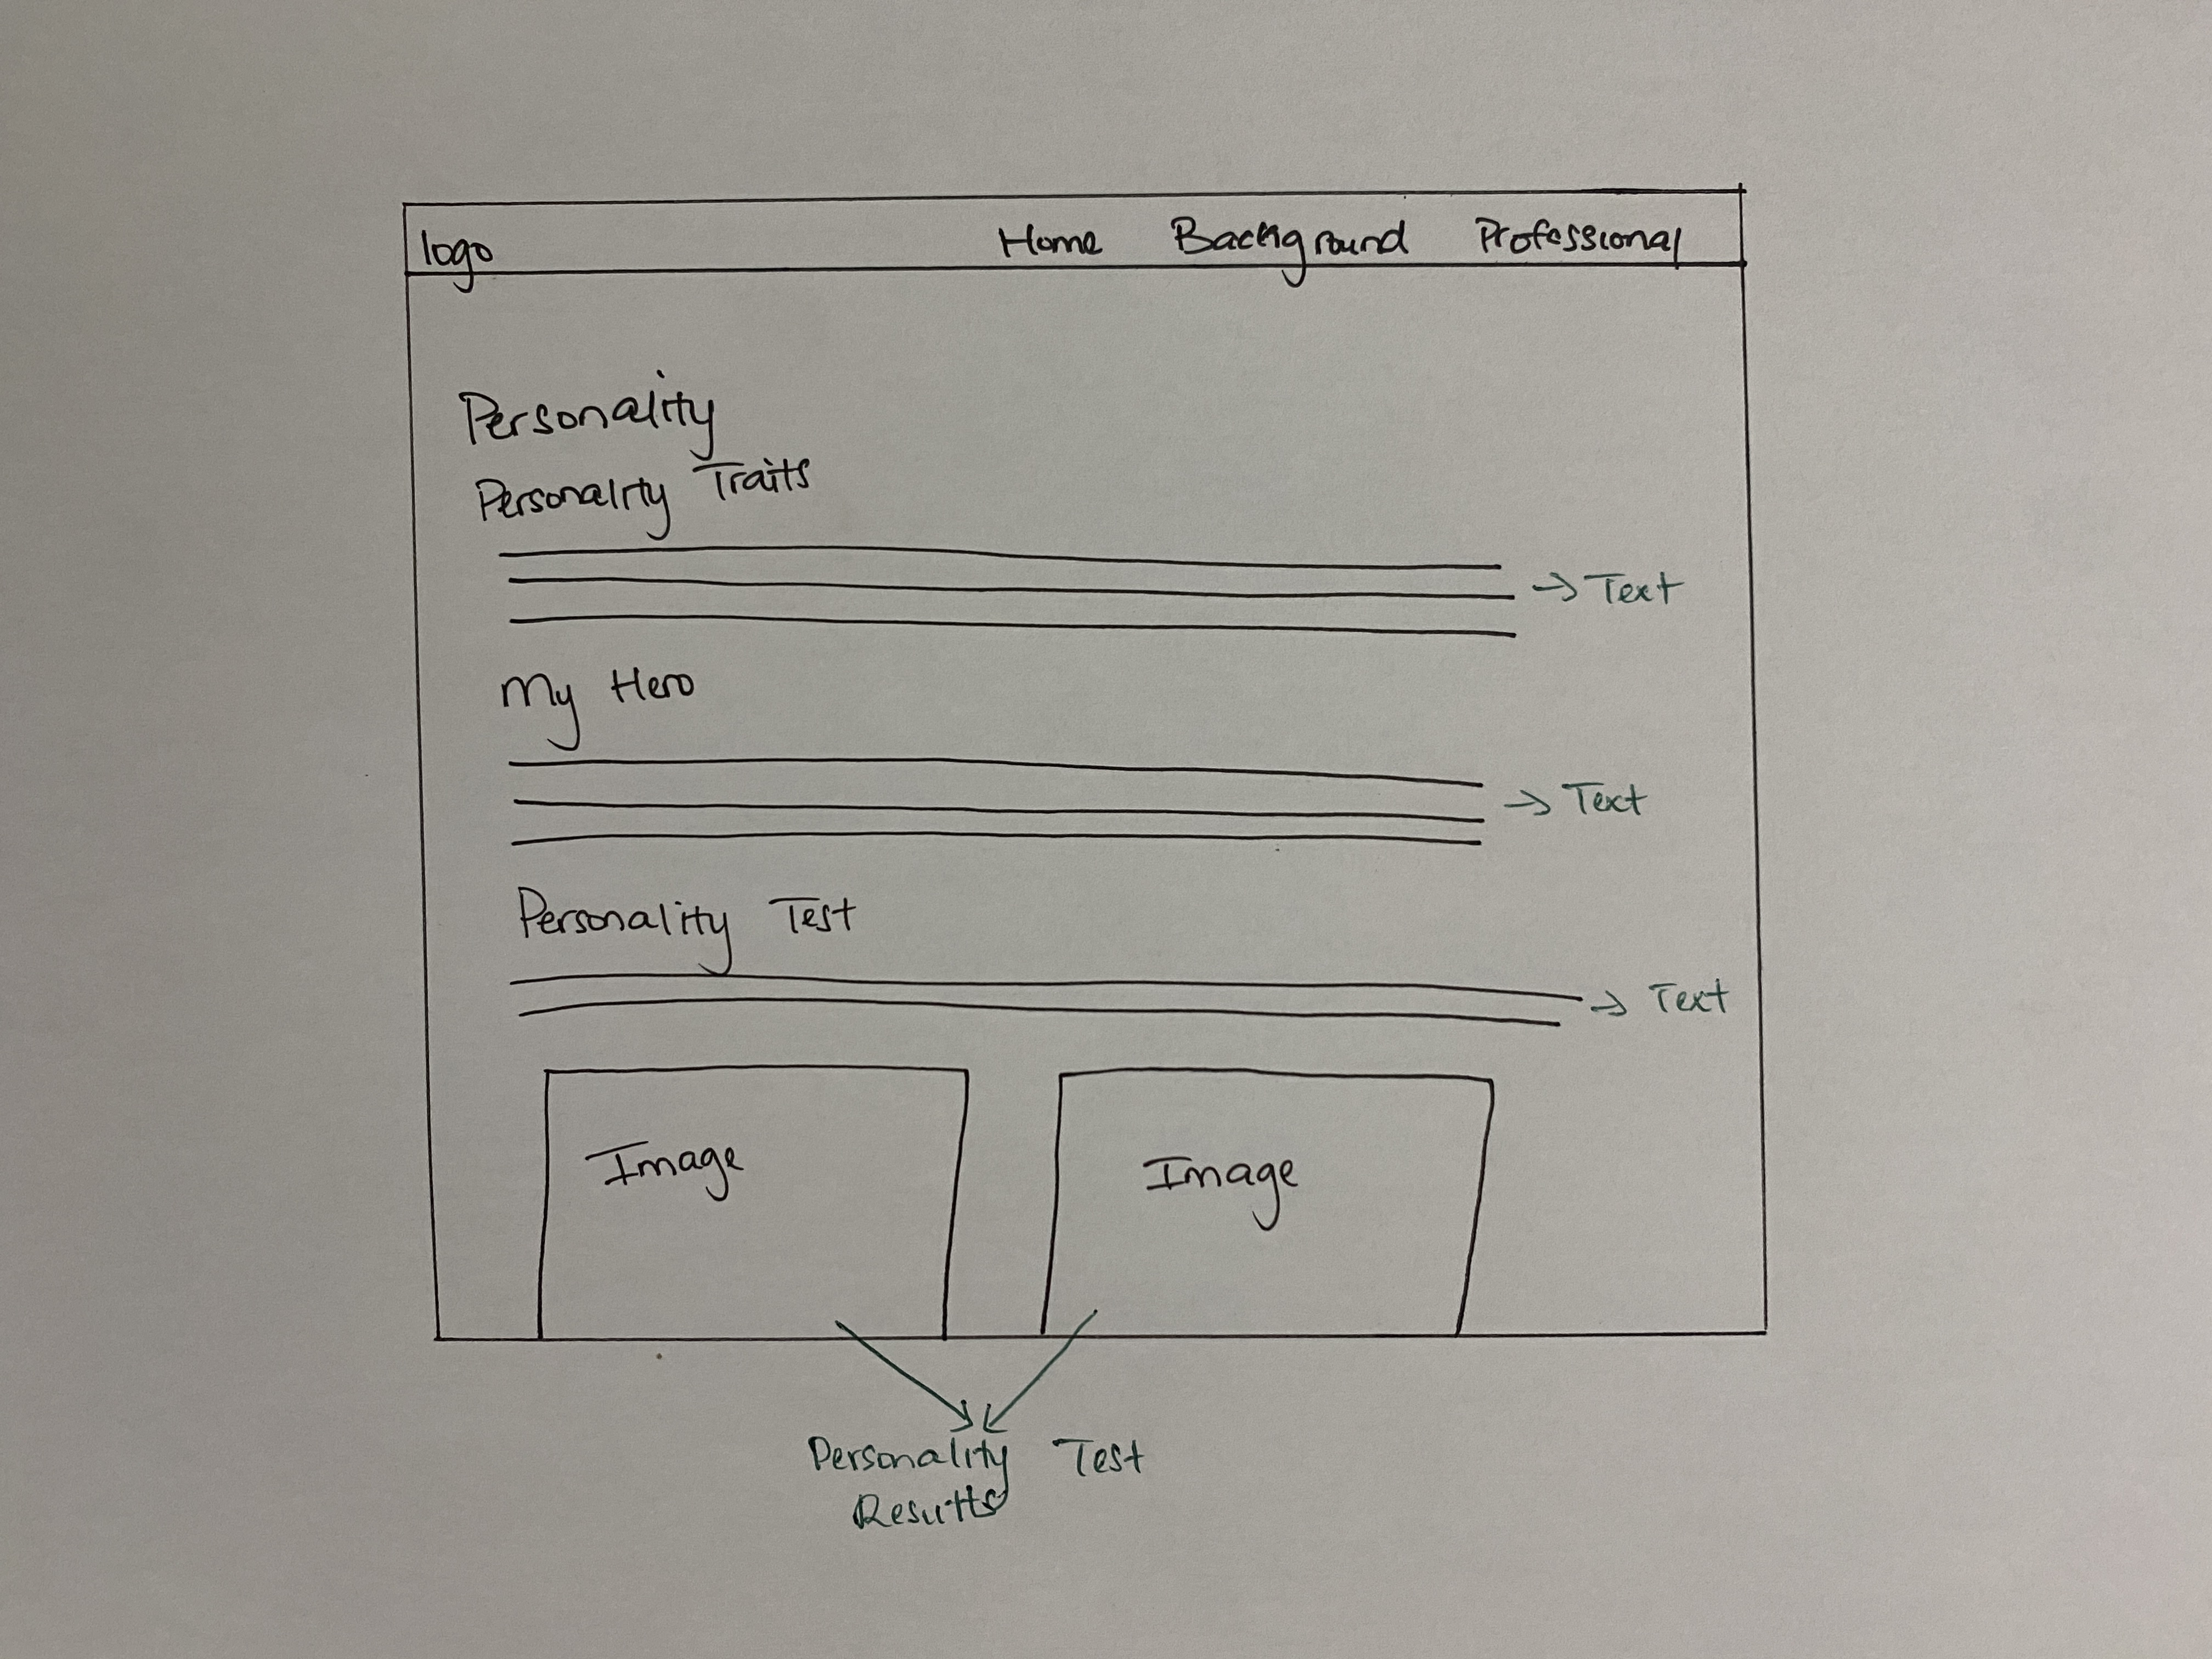 logo Home Background Professional
Personality
Personality Traits
→ Text
My Hero
→ Text
Personality Test
→ Text
Image Image
Personality Test
Results